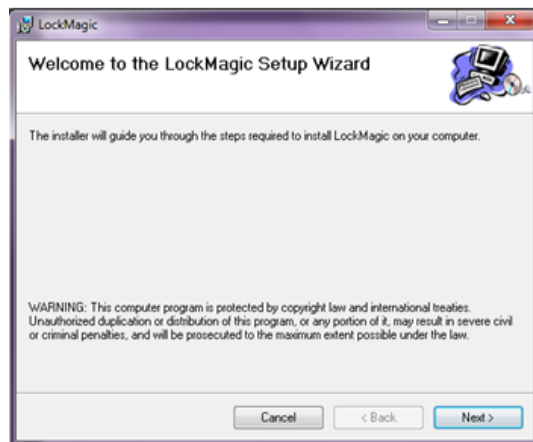 LockMagic
Welcome to the LockMagic Setup Wizard
The installer will guide you through the steps required to install LockMagic on your computer.
WARNING: This computer program is protected by copyright law and international treaties.
Unauthorized duplication or distribution of this program, or any portion of it, may result in severe civil
or criminal penalties, and will be prosecuted to the maximum extent possible under the law.
Cancel
< Back
Next >